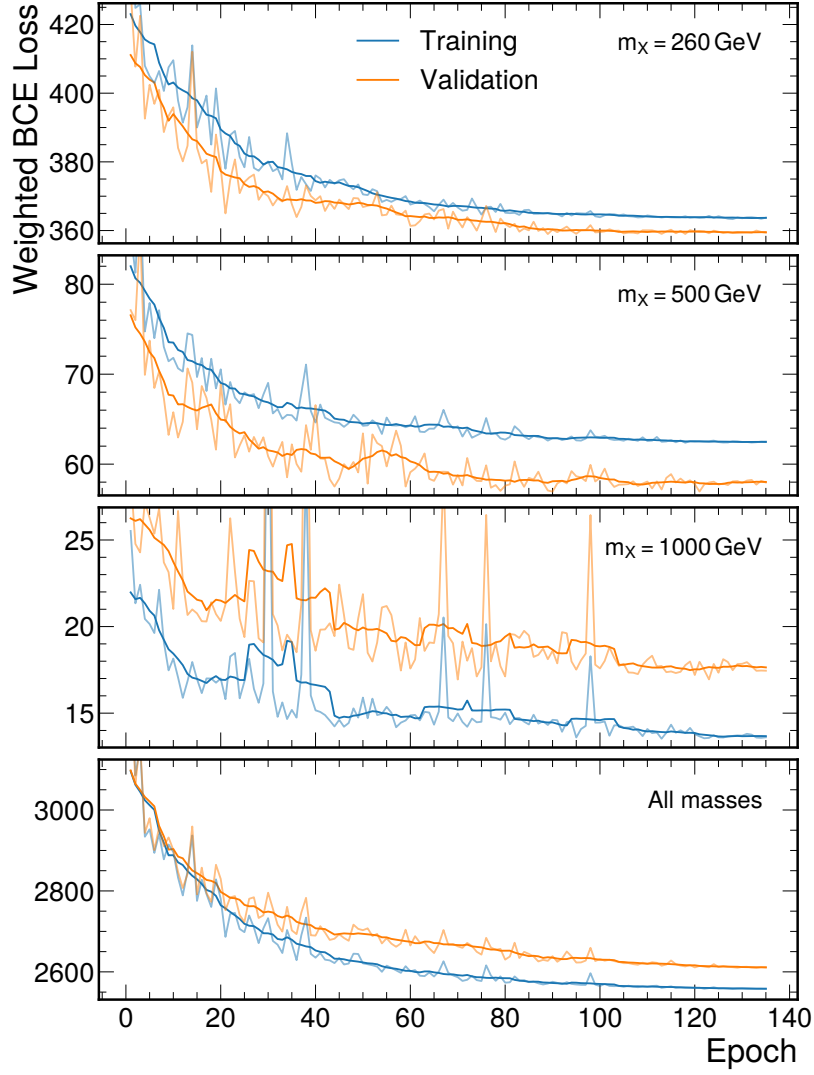 Weighted BCE Loss
Training
Validation
m_X = 260 GeV
420
400
380
360
m_X = 500 GeV
80
70
60
m_X = 1000 GeV
25
20
15
All masses
3000
2800
2600
0 20 40 60 80 100 120 140
Epoch